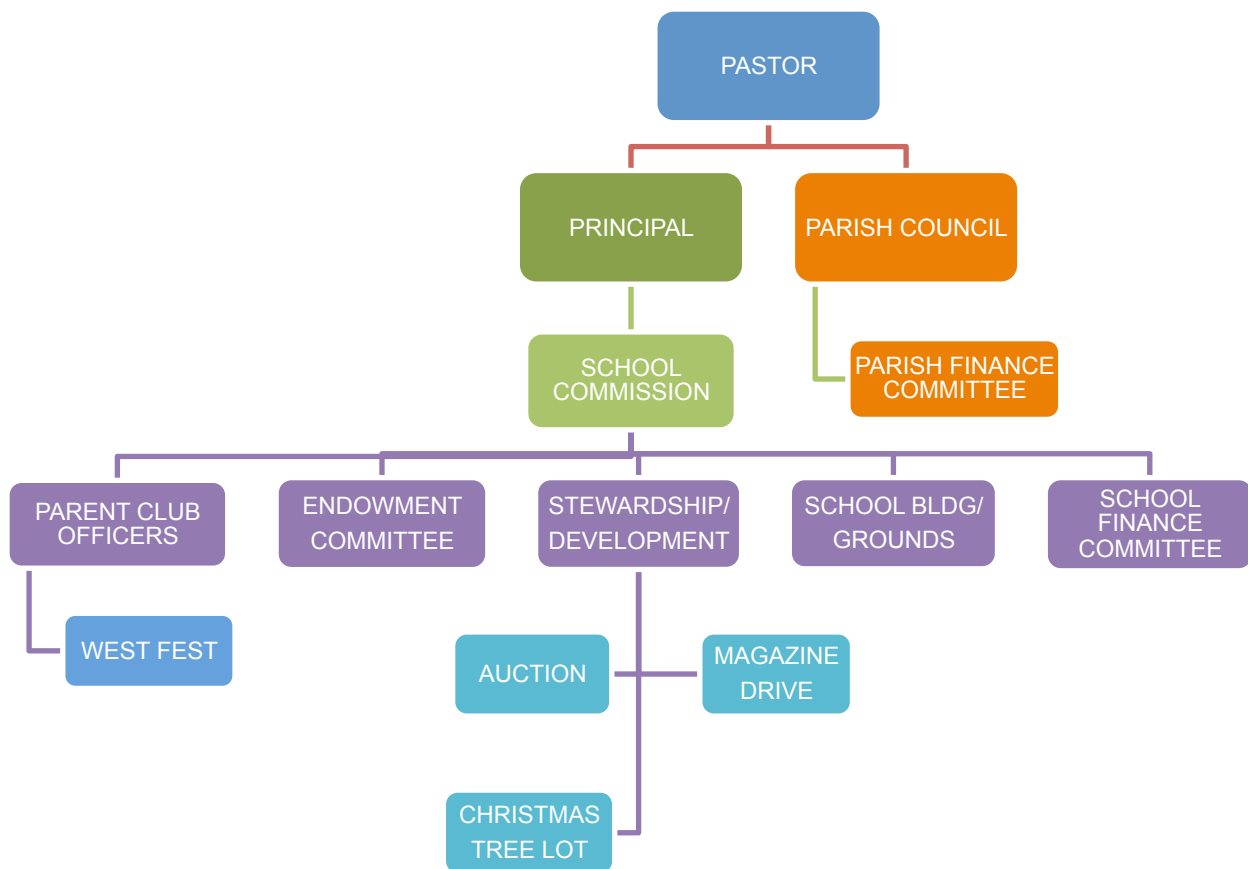 PASTOR
PRINCIPAL
PARISH COUNCIL
SCHOOL
COMMISSION
PARISH FINANCE
COMMITTEE
PARENT CLUB
OFFICERS
ENDOWMENT
COMMITTEE
STEWARDSHIP/
DEVELOPMENT
SCHOOL BLDG/
GROUNDS
SCHOOL
FINANCE
COMMITTEE
WEST FEST
AUCTION
MAGAZINE
DRIVE
CHRISTMAS
TREE LOT